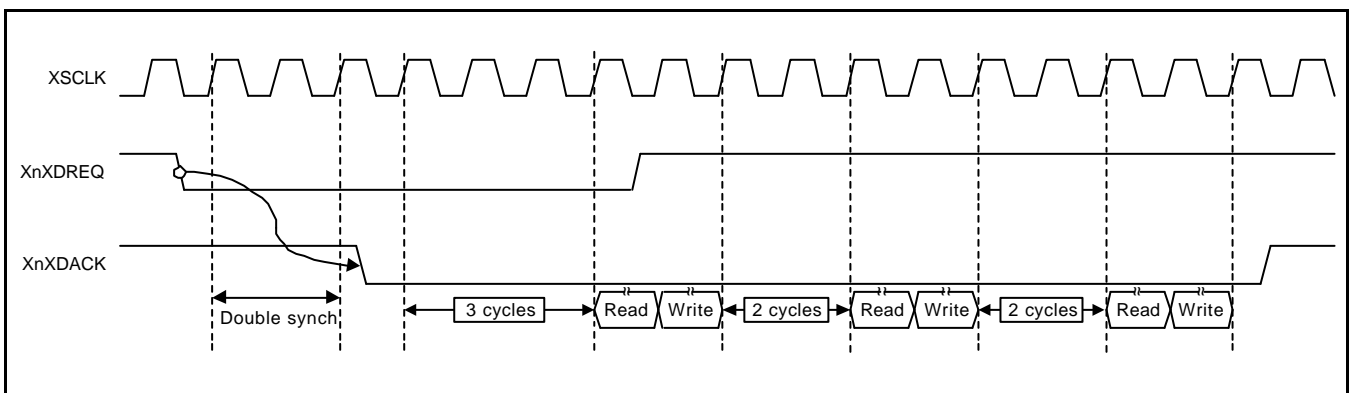 XSCLK
XnXDREQ
XnXDACK
Double synch
3 cycles
Read
Write
2 cycles
Read
Write
2 cycles
Read
Write